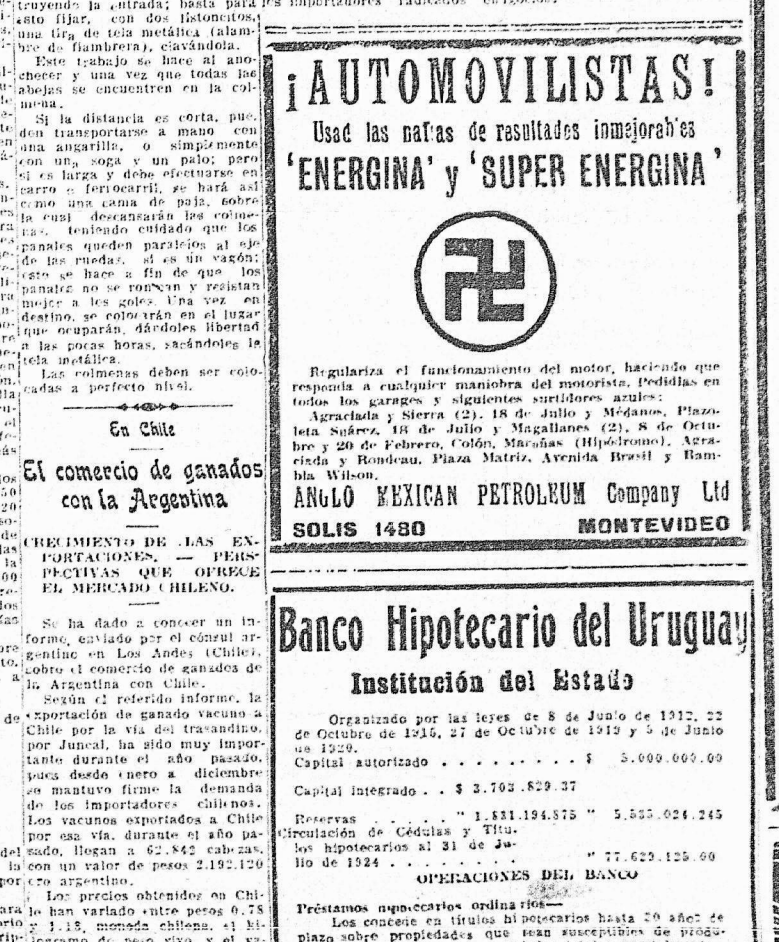 truyendo la entrada; basta para
esto fijar, con dos listoncitos,
una tira de tela metálica (alam-
bre de fiambrera), clavándola.
Este trabajo se hace al ano-
checer y una vez que todas las
abejas se encuentren en la col-
mena.
Si la distancia es corta, pue-
den transportarse a mano con
una angarilla, o simplemente
con una soga y un palo; pero
si es larga y debe efectuarse en
carro o ferrocarril, se hará así
como una cama de paja, sobre
la cual descansarán las colme-
nas, teniendo cuidado que los
panales queden paralelos al eje
de las ruedas, si es un vagón;
esto se hace a fin de que los
panales no se rompan y resistan
mejor a los golpes. Una vez en
destino, se colocarán en el lugar
que ocuparán, dándoles libertad
a las pocas horas, sacándoles la
tela metálica.
Las colmenas deben ser colo-
cadas a perfecto nivel.
En Chile
El comercio de ganados
con la Argentina
CRECIMIENTO DE LAS EX-
PORTACIONES. — PERS-
PECTIVAS QUE OFRECE
EL MERCADO CHILENO.
Se ha dado a conocer un in-
forme, enviado por el cónsul ar-
gentino en Los Andes (Chile),
sobre el comercio de ganados de
la Argentina con Chile.
Según el referido informe, la
exportación de ganado vacuno a
Chile por la vía del trasandino,
por Juncal, ha sido muy impor-
tante durante el año pasado,
pues desde enero a diciembre
se mantuvo firme la demanda
de los importadores chilenos.
Los vacunos exportados a Chile
por esa vía, durante el año pa-
sado, llegan a 62.842 cabezas,
con un valor de pesos 2.192.120
oro argentino.
Los precios obtenidos en Chi-
le han variado entre pesos 0.78
y 1.18, moneda chilena, el ki-
logramo de peso vivo, y el va-
los importadores radicados
¡AUTOMOVILISTAS!
Usad las naftas de resultados inmejorables
'ENERGINA' y 'SUPER ENERGINA'
Regulariza el funcionamiento del motor, haciendo que
responda a cualquier maniobra del motorista. Pedidlas en
todos los garages y siguientes surtidores azules:
Agraciada y Sierra (2), 18 de Julio y Médanos, Plazo-
leta Suárez, 18 de Julio y Magallanes (2), 8 de Octu-
bre y 20 de Febrero, Colón, Maroñas (Hipódromo), Agra-
ciada y Rondeau, Plaza Matriz, Avenida Brasil y Ram-
bla Wilson.
ANGLO MEXICAN PETROLEUM Company Ltd
SOLIS 1480 MONTEVIDEO
Banco Hipotecario del Uruguay
Institución del Estado
Organizado por las leyes de 8 de Junio de 1912, 22
de Octubre de 1915, 27 de Octubre de 1919 y 5 de Junio
de 1920.
Capital autorizado . . . . . . . . . $ 5.000.000.00
Capital integrado . . $ 3.703.829.37
Reservas . . . . . " 1.831.194.875 " 5.535.024.245
Circulación de Cédulas y Títu-
los hipotecarios al 31 de Ju-
lio de 1924 . . . . . . . . . " 77.629.125.00
OPERACIONES DEL BANCO
Préstamos hipotecarios ordinarios—
Los concede en títulos hipotecarios hasta 30 años de
plazo sobre propiedades que sean susceptibles de produ-